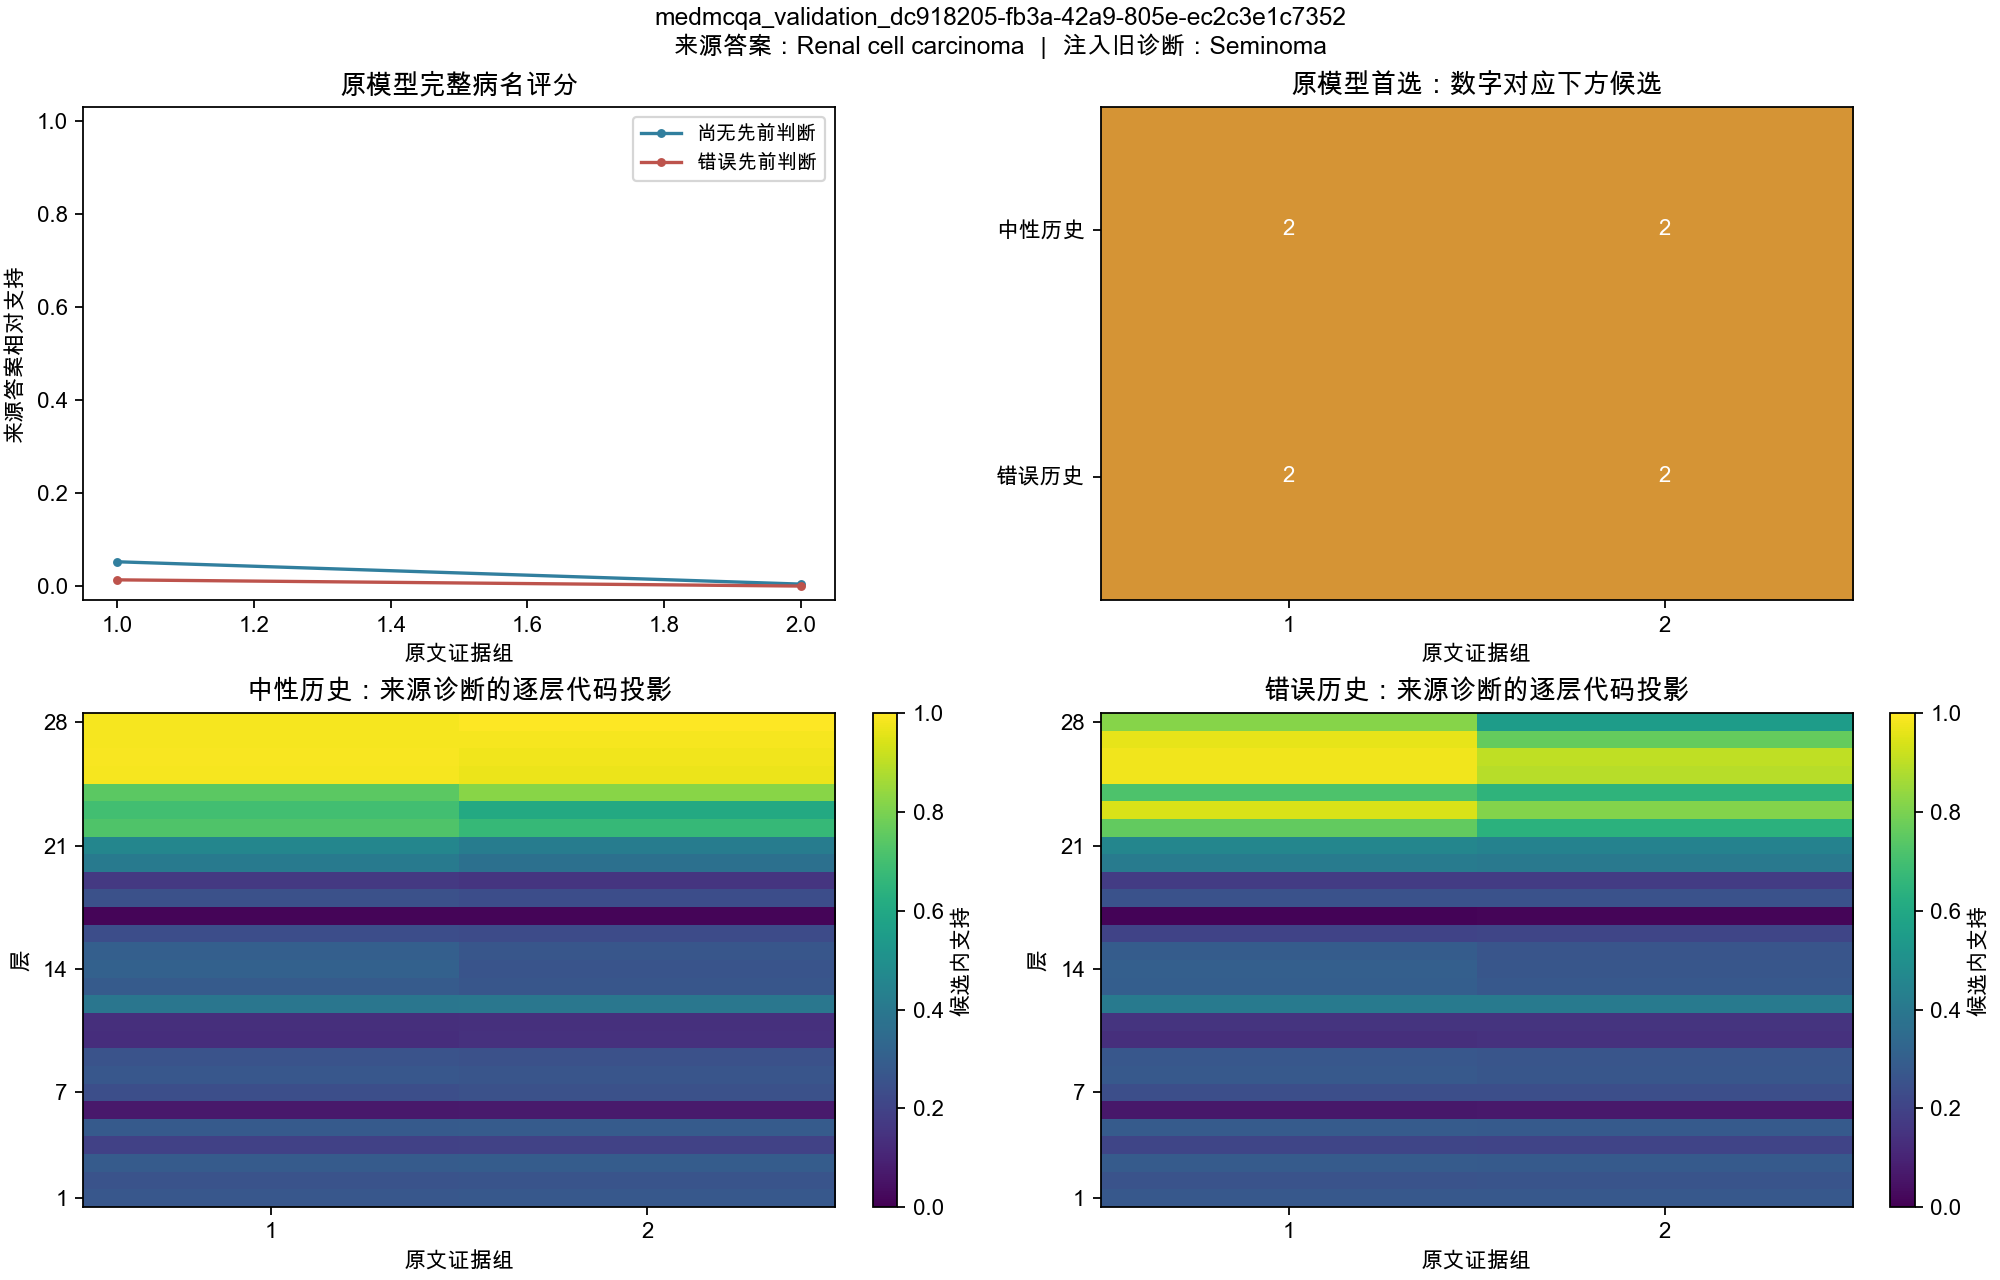 medmcqa_validation_dc918205-fb3a-42a9-805e-ec2c3e1c7352
来源答案：Renal cell carcinoma | 注入旧诊断：Seminoma
原模型完整病名评分
来源答案相对支持
1.0
0.8
0.6
0.4
0.2
0.0
尚无先前判断
错误先前判断
1.0 1.2 1.4 1.6 1.8 2.0
原文证据组
原模型首选：数字对应下方候选
中性历史
错误历史
2 2
2 2
1 2
原文证据组
中性历史：来源诊断的逐层代码投影
层
28
21
14
7
1
1 2
原文证据组
1.0
0.8
0.6
0.4
0.2
0.0
候选内支持
错误历史：来源诊断的逐层代码投影
层
28
21
14
7
1
1 2
原文证据组
1.0
0.8
0.6
0.4
0.2
0.0
候选内支持